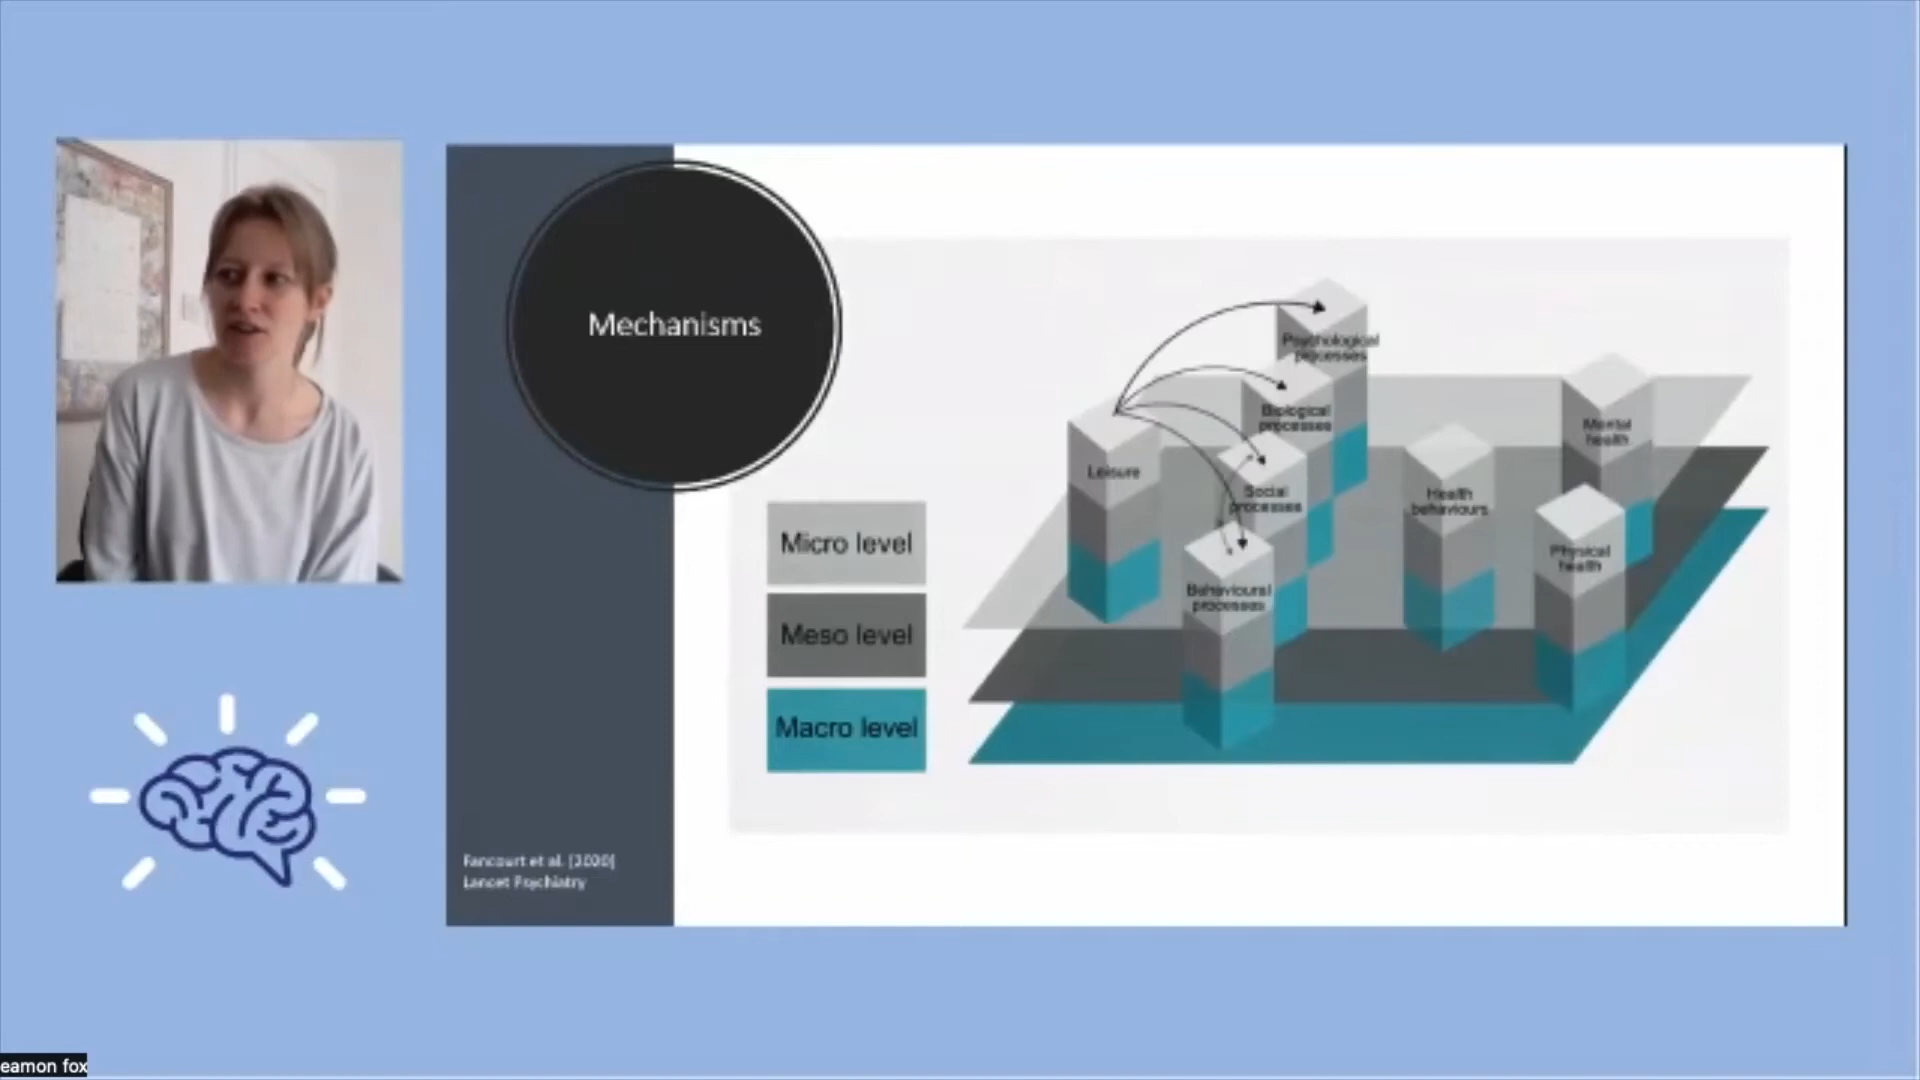 Mechanisms
Psychological
processes
Biological
processes
Mental
health
Leisure
Social
processes
Health
behaviours
Micro level
Physical
health
Behavioural
processes
Meso level
Macro level
Fancourt et al. [2020]
Lancet Psychiatry
eamon fox